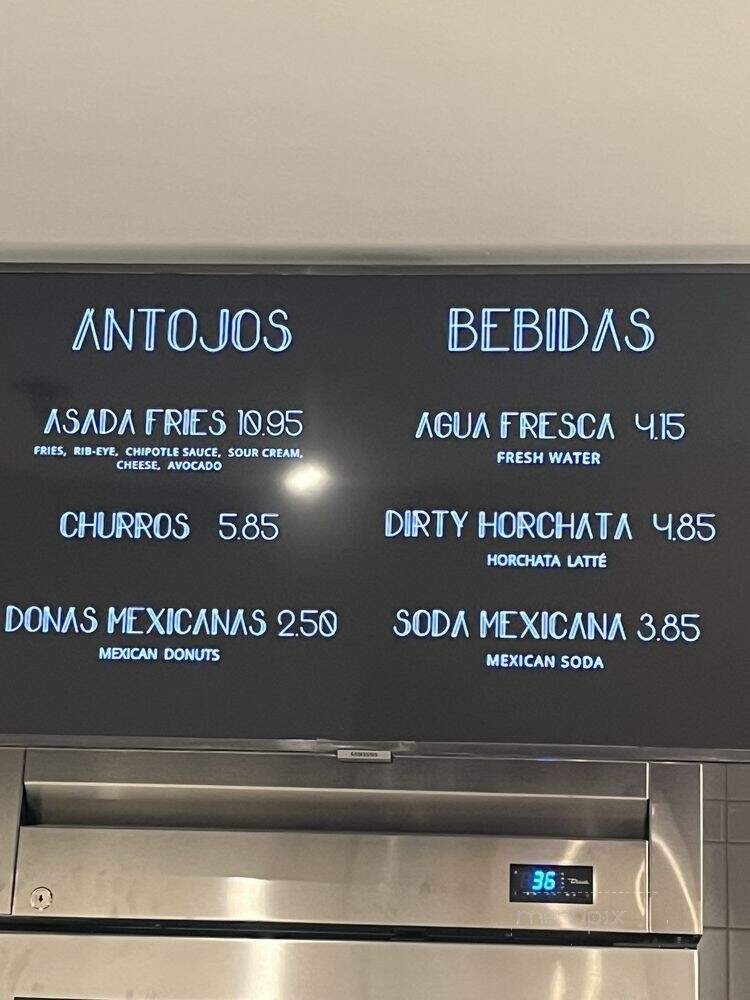 ANTOJOS
ASADA FRIES 10.95
FRIES, RIB-EYE, CHIPOTLE SAUCE, SOUR CREAM,
CHEESE, AVOCADO
CHURROS 5.85
DONAS MEXICANAS 2.50
MEXICAN DONUTS
BEBIDAS
AGUA FRESCA 4.15
FRESH WATER
DIRTY HORCHATA 4.85
HORCHATA LATTÉ
SODA MEXICANA 3.85
MEXICAN SODA
SAMSUNG
36
menupix